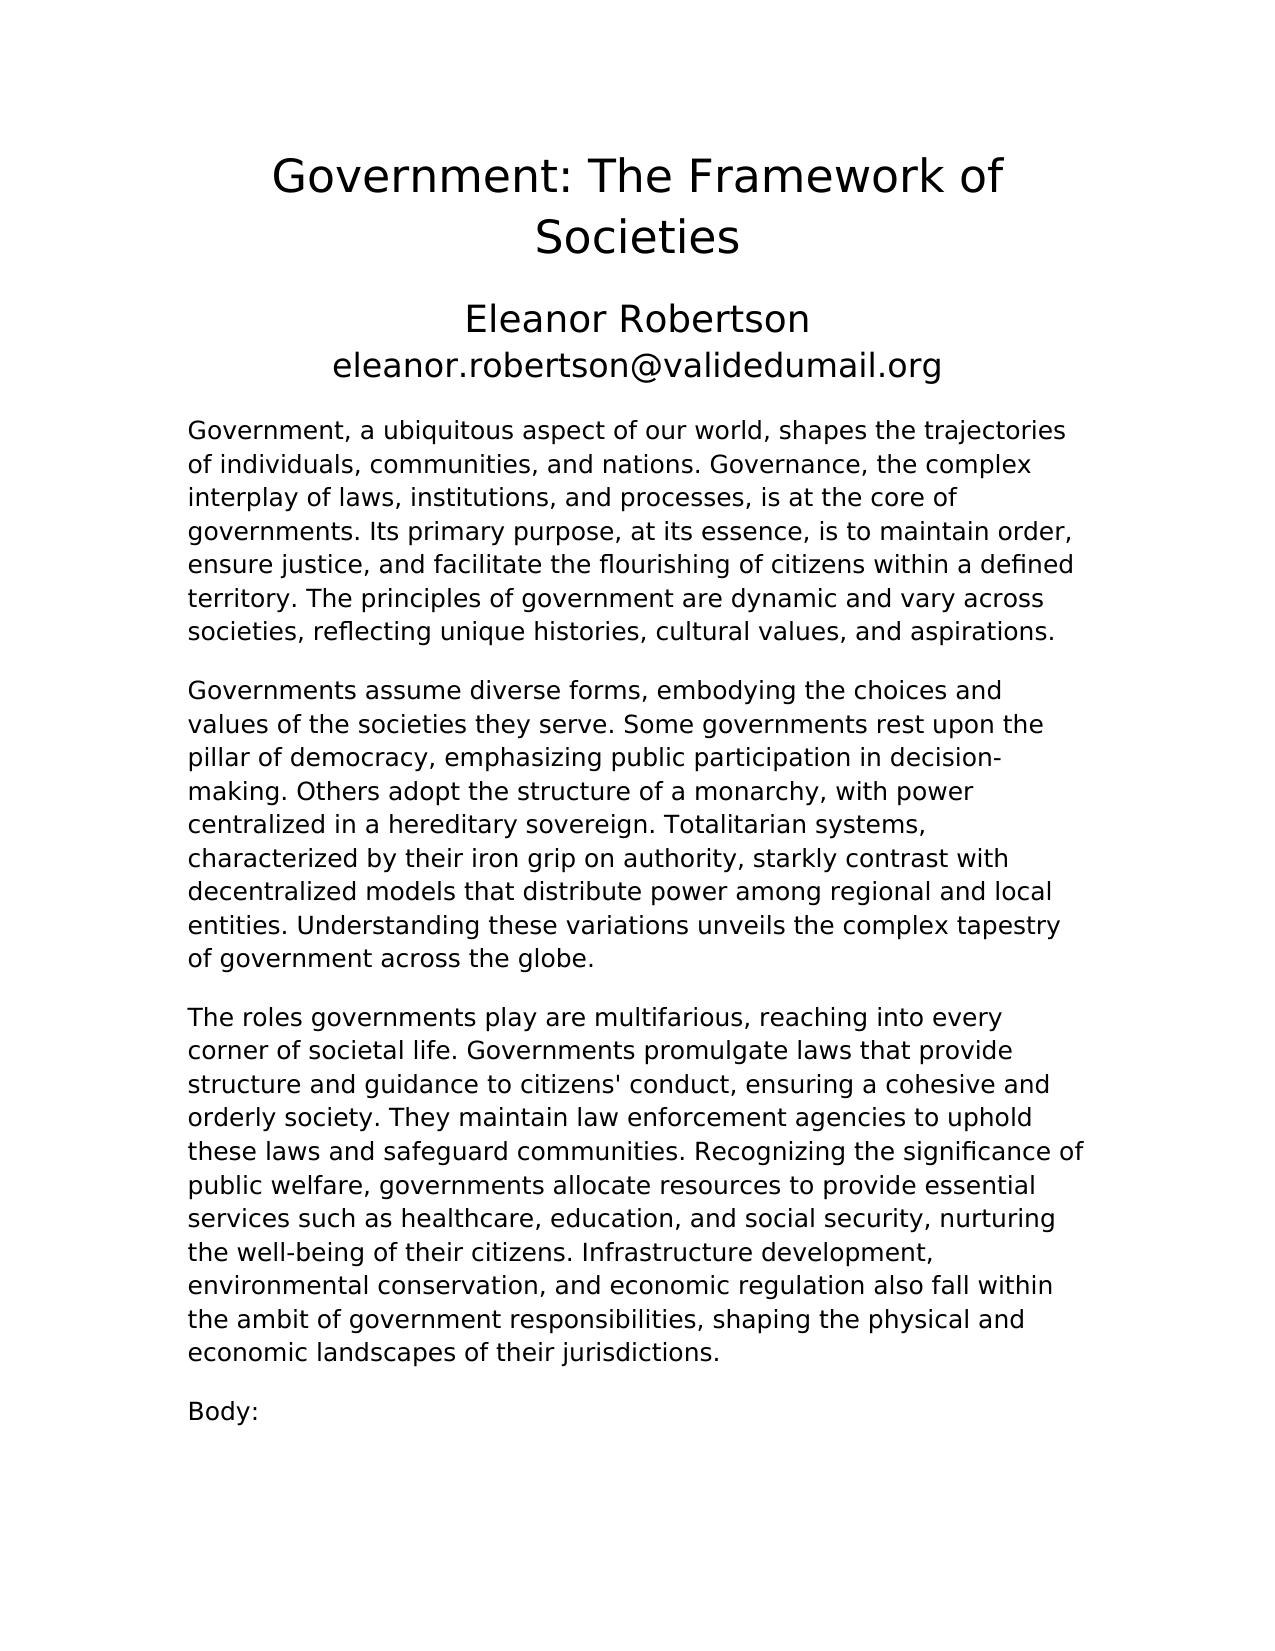 Government: The Framework of
Societies
Eleanor Robertson
eleanor.robertson@validedumail.org
Government, a ubiquitous aspect of our world, shapes the trajectories
of individuals, communities, and nations. Governance, the complex
interplay of laws, institutions, and processes, is at the core of
governments. Its primary purpose, at its essence, is to maintain order,
ensure justice, and facilitate the flourishing of citizens within a defined
territory. The principles of government are dynamic and vary across
societies, reflecting unique histories, cultural values, and aspirations.
Governments assume diverse forms, embodying the choices and
values of the societies they serve. Some governments rest upon the
pillar of democracy, emphasizing public participation in decision-
making. Others adopt the structure of a monarchy, with power
centralized in a hereditary sovereign. Totalitarian systems,
characterized by their iron grip on authority, starkly contrast with
decentralized models that distribute power among regional and local
entities. Understanding these variations unveils the complex tapestry
of government across the globe.
The roles governments play are multifarious, reaching into every
corner of societal life. Governments promulgate laws that provide
structure and guidance to citizens' conduct, ensuring a cohesive and
orderly society. They maintain law enforcement agencies to uphold
these laws and safeguard communities. Recognizing the significance of
public welfare, governments allocate resources to provide essential
services such as healthcare, education, and social security, nurturing
the well-being of their citizens. Infrastructure development,
environmental conservation, and economic regulation also fall within
the ambit of government responsibilities, shaping the physical and
economic landscapes of their jurisdictions.
Body: